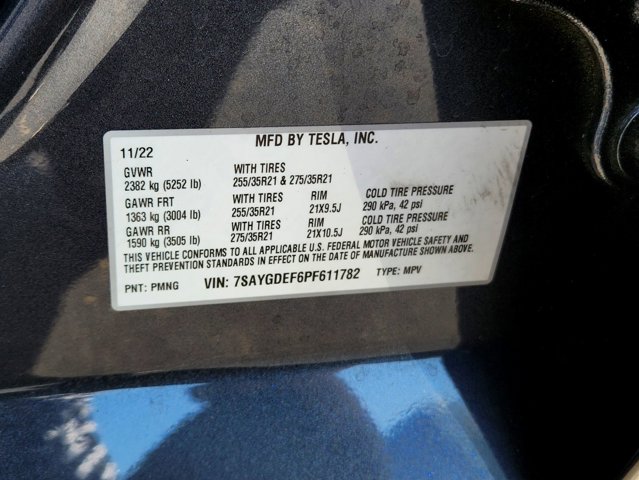 MFD BY TESLA, INC.
11/22
GVWR WITH TIRES
2382 kg (5252 lb) 255/35R21 & 275/35R21
GAWR FRT WITH TIRES RIM COLD TIRE PRESSURE
1363 kg (3004 lb) 255/35R21 21X9.5J 290 kPa, 42 psi
GAWR RR WITH TIRES RIM COLD TIRE PRESSURE
1590 kg (3505 lb) 275/35R21 21X10.5J 290 kPa, 42 psi
THIS VEHICLE CONFORMS TO ALL APPLICABLE U.S. FEDERAL MOTOR VEHICLE SAFETY AND
THEFT PREVENTION STANDARDS IN EFFECT ON THE DATE OF MANUFACTURE SHOWN ABOVE.
PNT: PMNG VIN: 7SAYGDEF6PF611782 TYPE: MPV